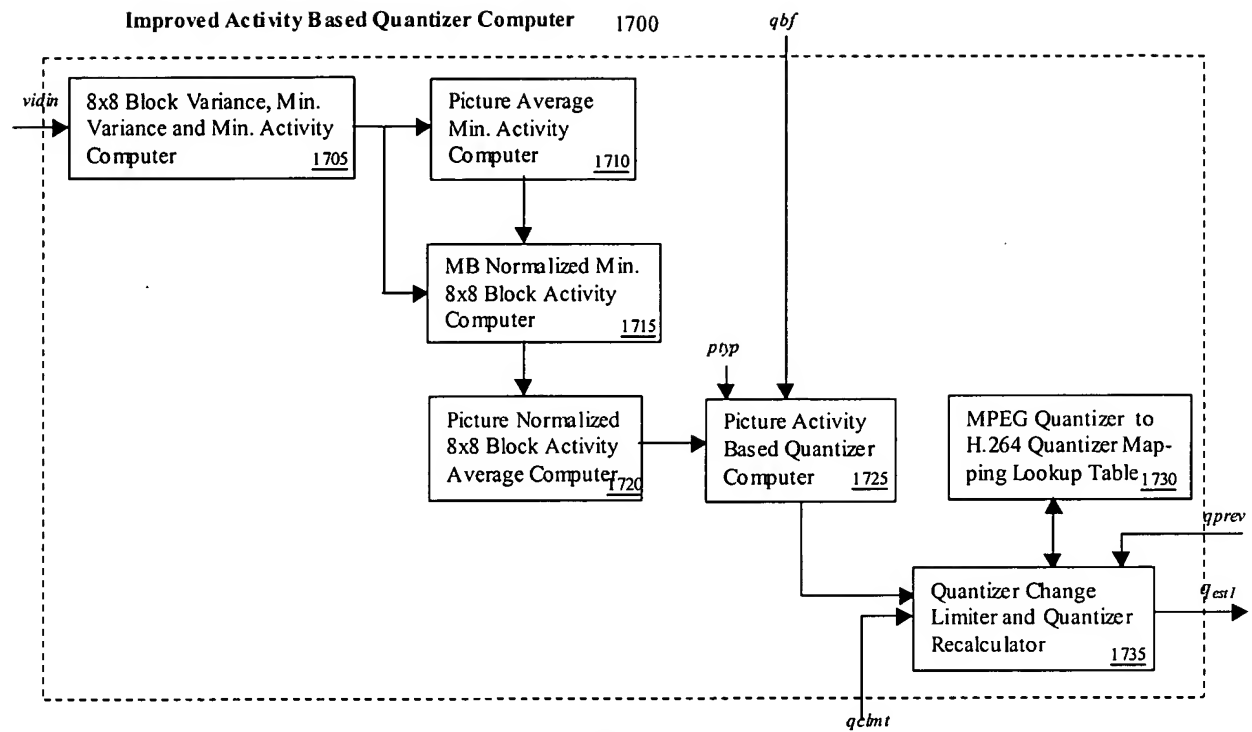 Improved Activity Based Quantizer Computer 1700
qbf
vidin
8x8 Block Variance, Min.
Variance and Min. Activity
Computer
1705
Picture Average
Min. Activity
Computer
1710
MB Normalized Min.
8x8 Block Activity
Computer
1715
ptyp
Picture Normalized
8x8 Block Activity
Average Computer
1720
Picture Activity
Based Quantizer
Computer
1725
MPEG Quantizer to
H.264 Quantizer Map-
ping Lookup Table
1730
qprev
Quantizer Change
Limiter and Quantizer
Recalculator
1735
qest1
qclmt